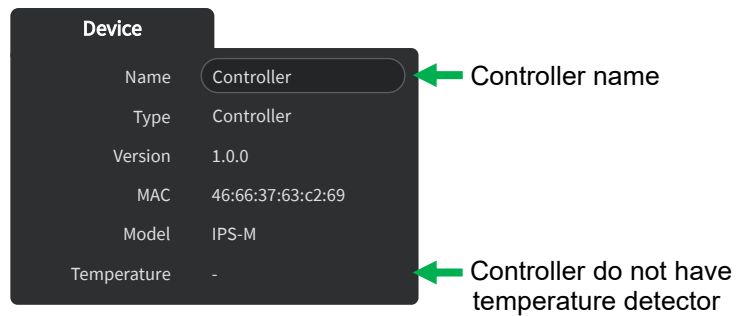 Device
Name Controller
Controller name
Type Controller
Version 1.0.0
MAC 46:66:37:63:c2:69
Model IPS-M
Temperature -
Controller do not have
temperature detector